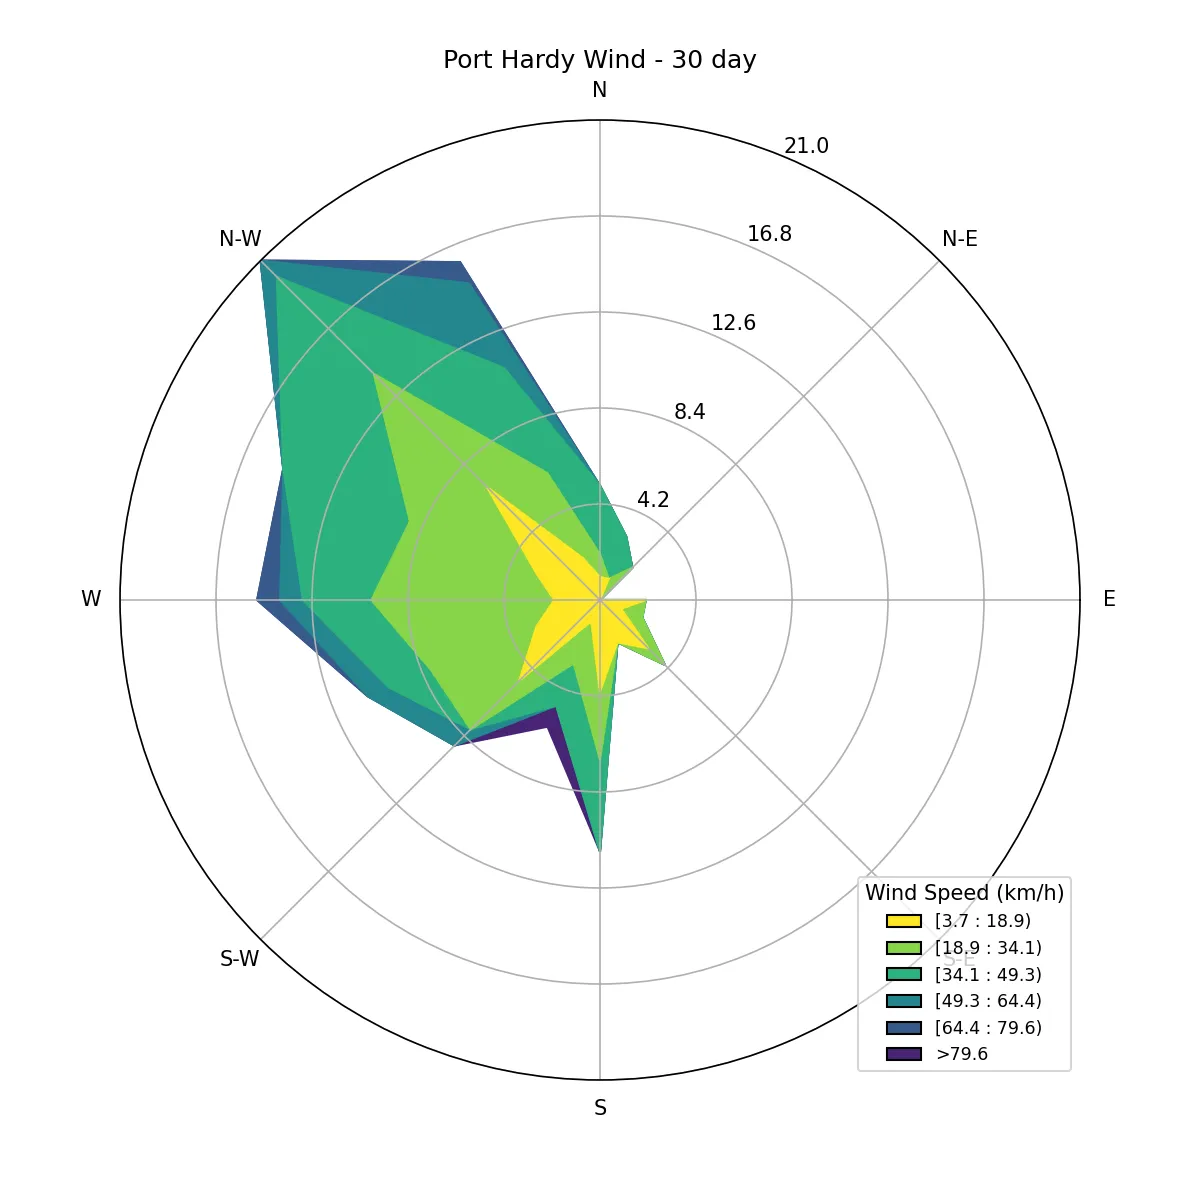 Port Hardy Wind - 30 day
N
21.0
16.8
N-W
N-E
12.6
8.4
4.2
W
E
Wind Speed (km/h)
[3.7 : 18.9)
[18.9 : 34.1)
S-W
S-E
[34.1 : 49.3)
[49.3 : 64.4)
[64.4 : 79.6)
>79.6
S